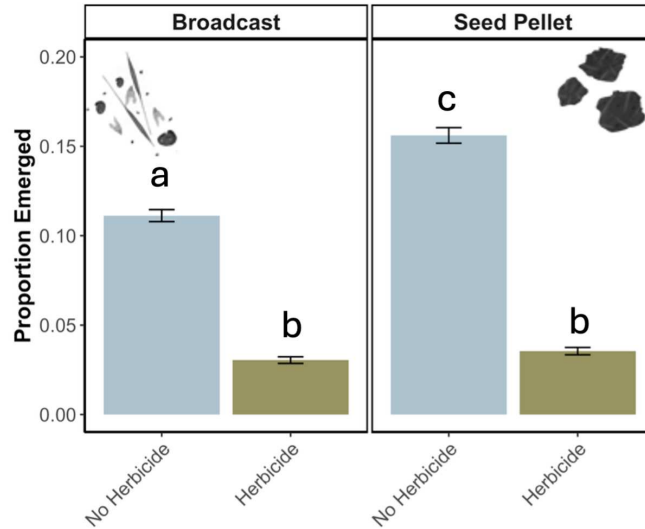 Broadcast
Seed Pellet
Proportion Emerged
0.20
0.15
0.10
0.05
0.00
a
b
c
b
No Herbicide
Herbicide
No Herbicide
Herbicide